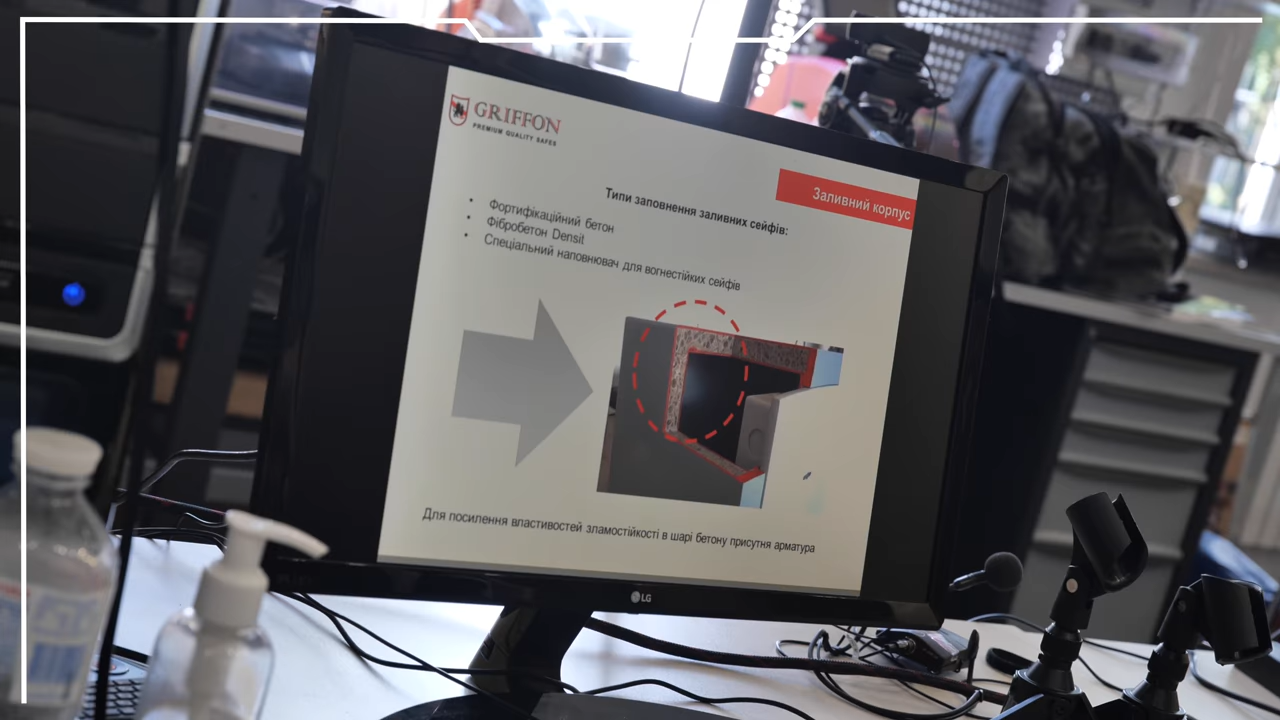 GRIFFON
PREMIUM QUALITY SAFES
Заливний корпус
Типи заповнення заливних сейфів:
• Фортифікаційний бетон
• Фібробетон Densit
• Спеціальний наповнювач для вогнестійких сейфів
Для посилення властивостей зламостійкості в шарі бетону присутня арматура
LG